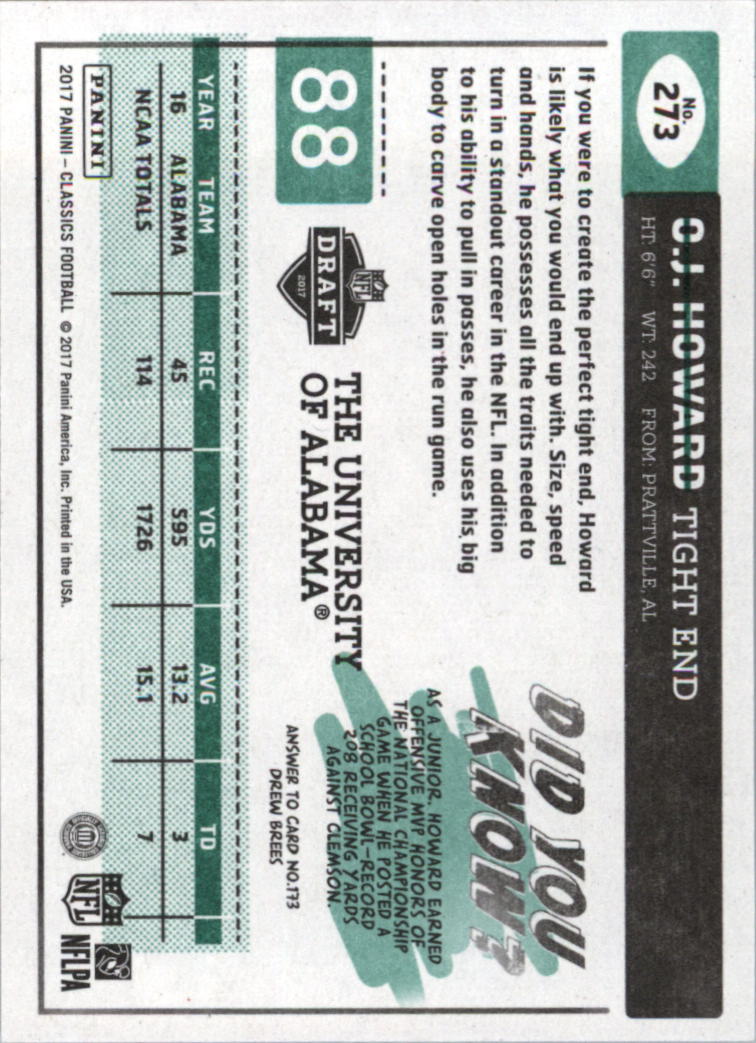 No.
273
O.J. HOWARD TIGHT END
HT: 6'6" WT: 242 FROM: PRATTVILLE, AL
If you were to create the perfect tight end, Howard
is likely what you would end up with. Size, speed
and hands, he possesses all the traits needed to
turn in a standout career in the NFL. In addition
to his ability to pull in passes, he also uses his big
body to carve open holes in the run game.
DID YOU
KNOW?
AS A JUNIOR, HOWARD EARNED
OFFENSIVE MVP HONORS OF
THE NATIONAL CHAMPIONSHIP
GAME WHEN HE POSTED A
SCHOOL BOWL-RECORD
208 RECEIVING YARDS
AGAINST CLEMSON.
ANSWER TO CARD NO.173
DREW BREES
88
NFL
DRAFT
2017
THE UNIVERSITY
OF ALABAMA®
YEAR TEAM REC YDS AVG TD
16 ALABAMA 45 595 13.2 3
NCAA TOTALS 114 1726 15.1 7
PANINI
2017 PANINI – CLASSICS FOOTBALL © 2017 Panini America, Inc. Printed in the USA.
NFL
NFLPA